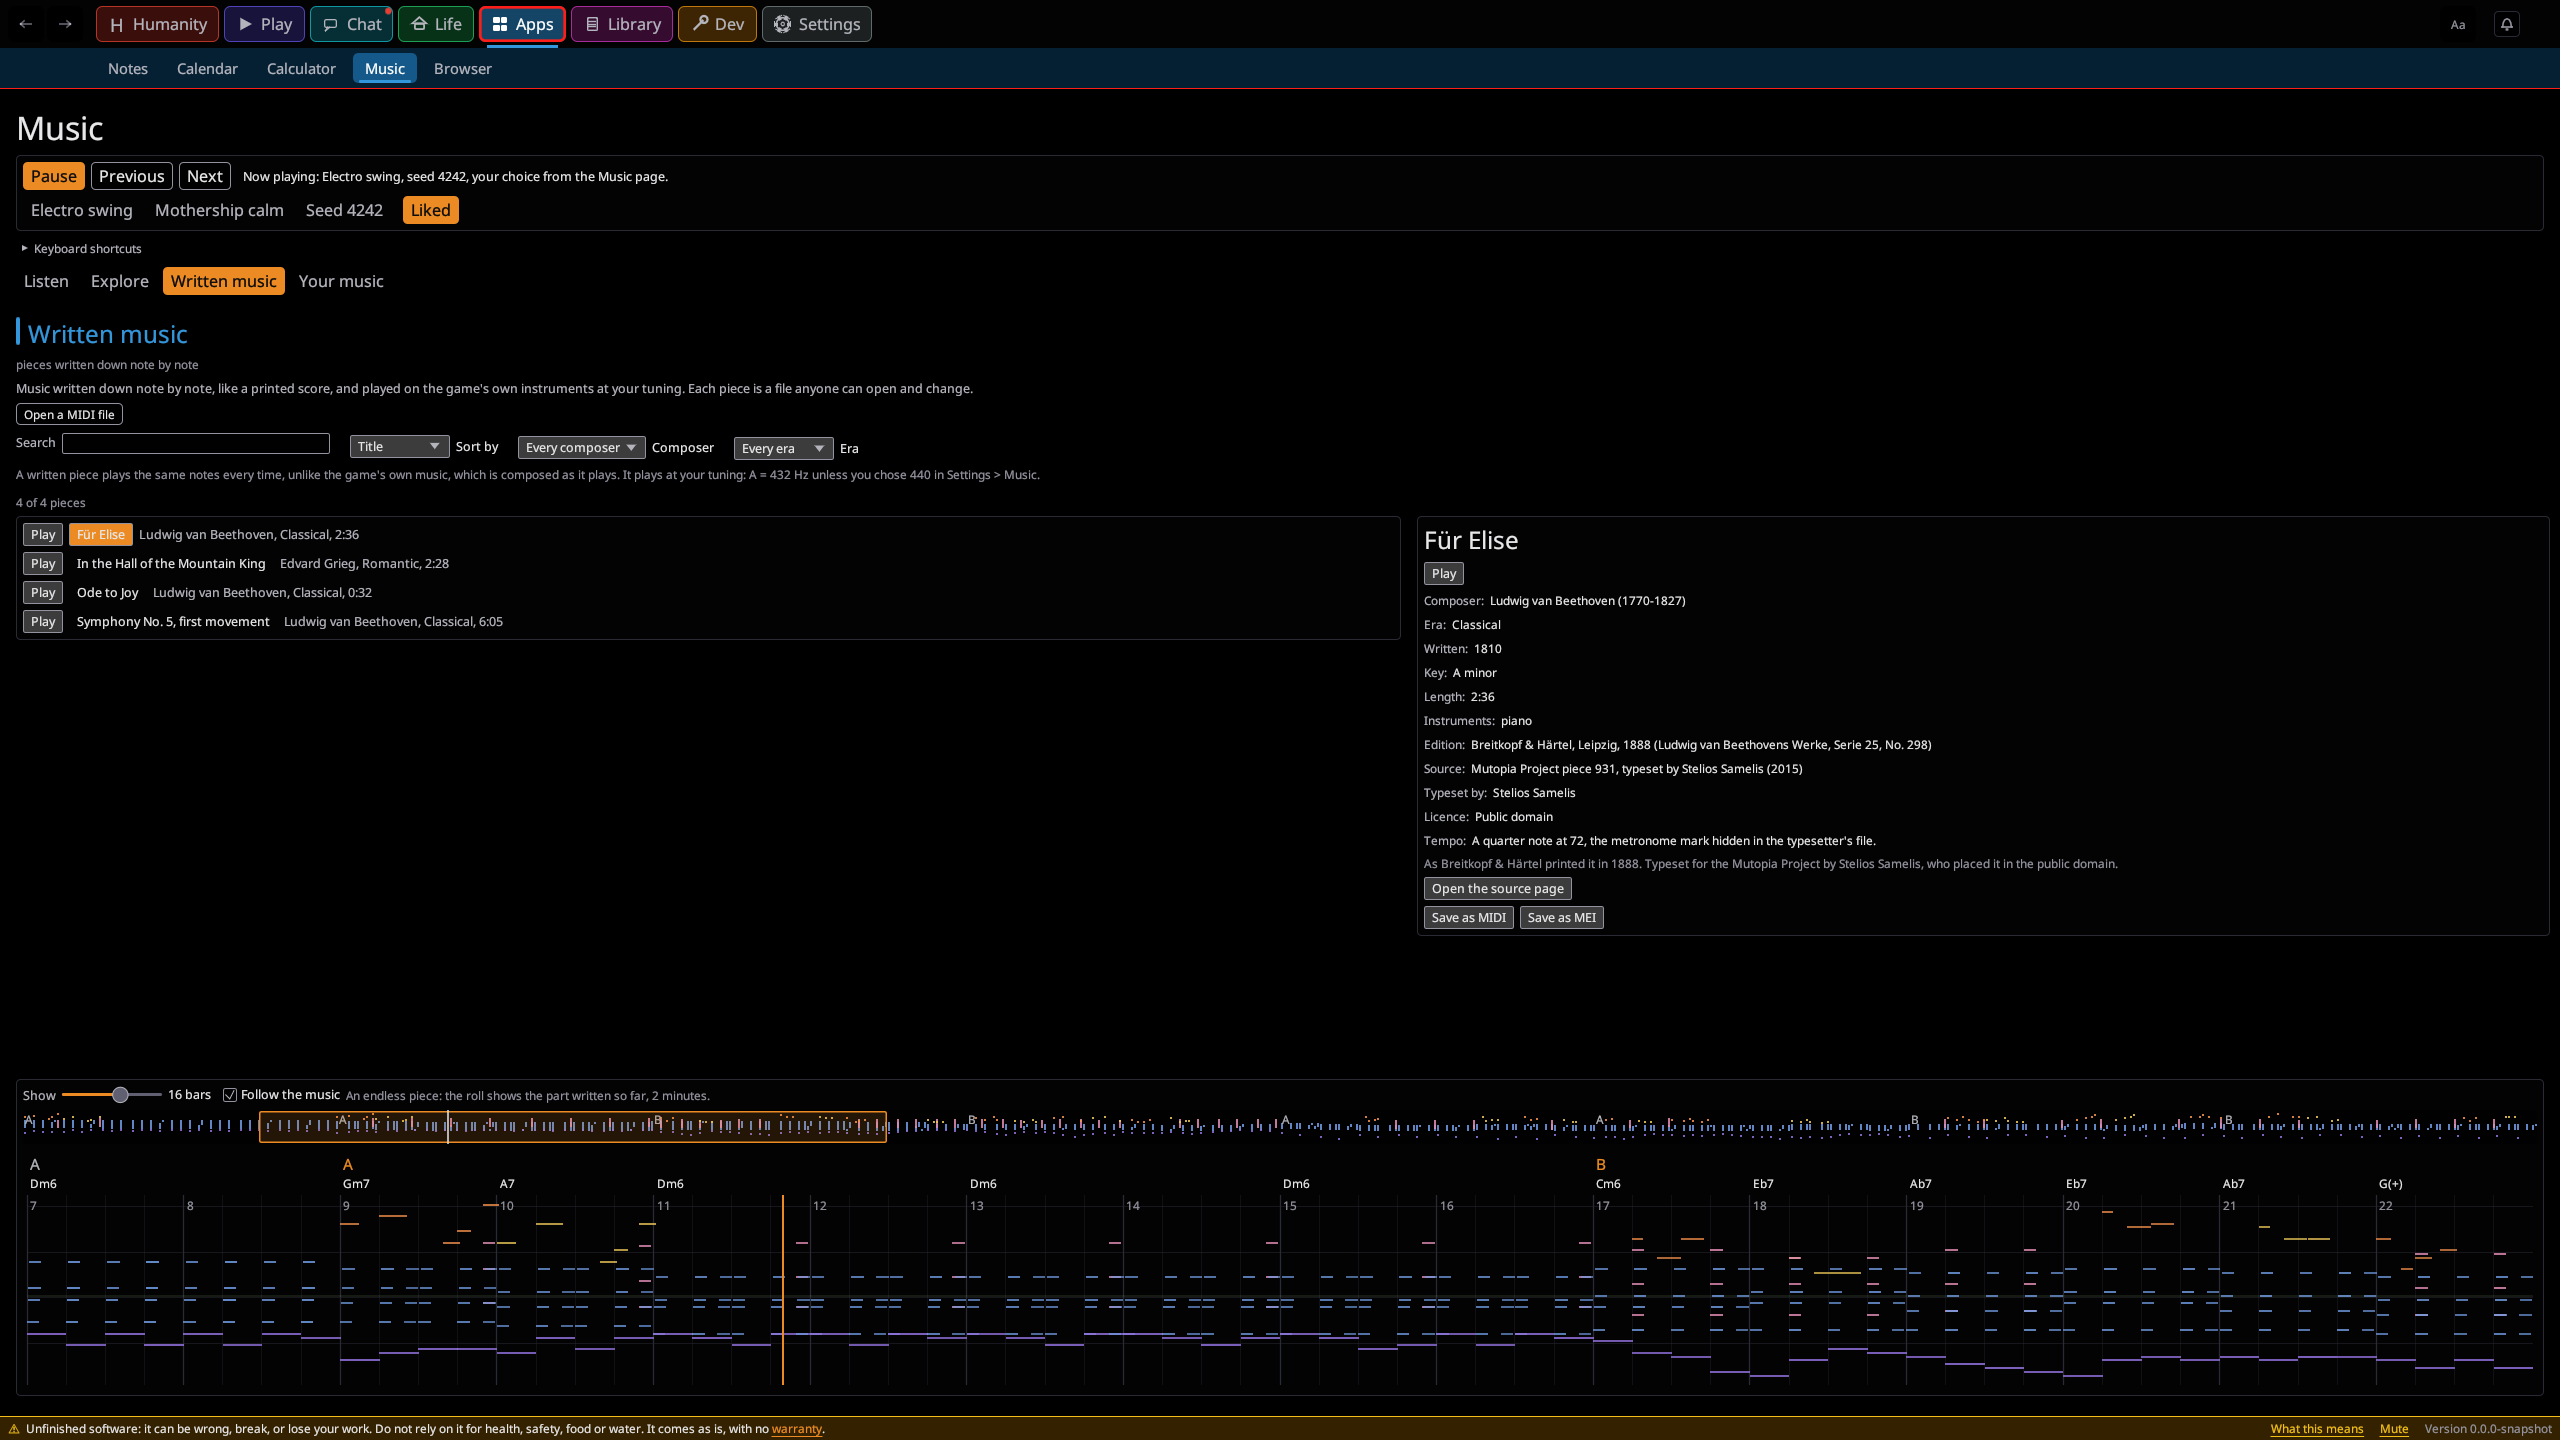 Humanity Play Chat Life Apps Library Dev Settings Aa
Notes Calendar Calculator Music Browser
Music
Pause Previous Next Now playing: Electro swing, seed 4242, your choice from the Music page.
Electro swing Mothership calm Seed 4242 Liked
Keyboard shortcuts
Listen Explore Written music Your music
Written music
pieces written down note by note
Music written down note by note, like a printed score, and played on the game's own instruments at your tuning. Each piece is a file anyone can open and change.
Open a MIDI file
Search Title Sort by Every composer Composer Every era Era
A written piece plays the same notes every time, unlike the game's own music, which is composed as it plays. It plays at your tuning: A = 432 Hz unless you chose 440 in Settings > Music.
4 of 4 pieces
Play Für Elise Ludwig van Beethoven, Classical, 2:36
Play In the Hall of the Mountain King Edvard Grieg, Romantic, 2:28
Play Ode to Joy Ludwig van Beethoven, Classical, 0:32
Play Symphony No. 5, first movement Ludwig van Beethoven, Classical, 6:05
Für Elise
Play
Composer: Ludwig van Beethoven (1770-1827)
Era: Classical
Written: 1810
Key: A minor
Length: 2:36
Instruments: piano
Edition: Breitkopf & Härtel, Leipzig, 1888 (Ludwig van Beethovens Werke, Serie 25, No. 298)
Source: Mutopia Project piece 931, typeset by Stelios Samelis (2015)
Typeset by: Stelios Samelis
Licence: Public domain
Tempo: A quarter note at 72, the metronome mark hidden in the typesetter's file.
As Breitkopf & Härtel printed it in 1888. Typeset for the Mutopia Project by Stelios Samelis, who placed it in the public domain.
Open the source page
Save as MIDI Save as MEI
Show 16 bars Follow the music An endless piece: the roll shows the part written so far, 2 minutes.
A A B B A A B B
A A B
Dm6 Gm7 A7 Dm6 Dm6 Dm6 Cm6 Eb7 Ab7 Eb7 Ab7 G(+)
7 8 9 10 11 12 13 14 15 16 17 18 19 20 21 22
Unfinished software: it can be wrong, break, or lose your work. Do not rely on it for health, safety, food or water. It comes as is, with no warranty. What this means Mute Version 0.0.0-snapshot